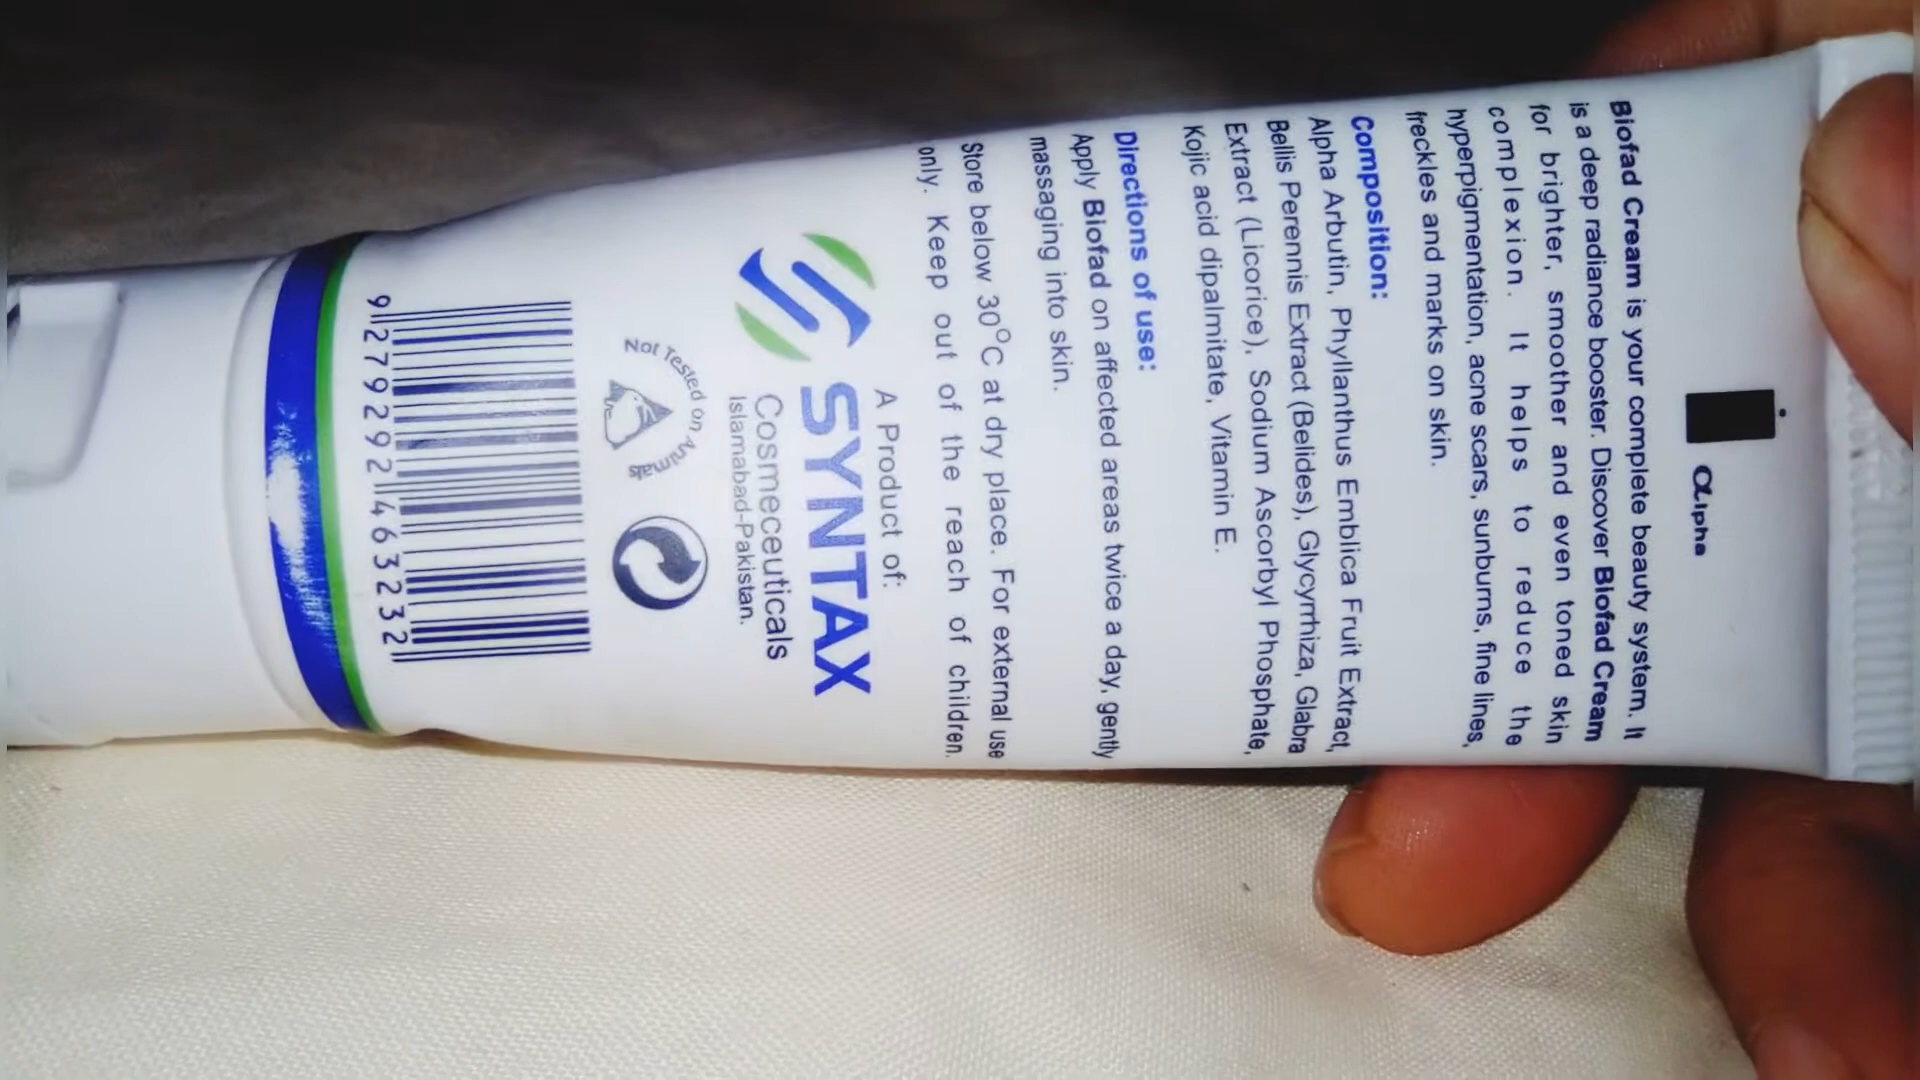 αlpha
Biofad Cream is your complete beauty system. It
is a deep radiance booster. Discover Biofad Cream
for brighter, smoother and even toned skin
complexion. It helps to reduce the
hyperpigmentation, acne scars, sunburns, fine lines,
freckles and marks on skin.
Composition:
Alpha Arbutin, Phyllanthus Emblica Fruit Extract,
Bellis Perennis Extract (Belides), Glycyrrhiza, Glabra
Extract (Licorice), Sodium Ascorbyl Phosphate,
Kojic acid dipalmitate, Vitamin E.
Directions of use:
Apply Biofad on affected areas twice a day, gently
massaging into skin.
Store below 30°C at dry place. For external use
only. Keep out of the reach of children.
A Product of:
SYNTAX
Cosmeceuticals
Islamabad-Pakistan.
Not Tested on Animals
9279292463232